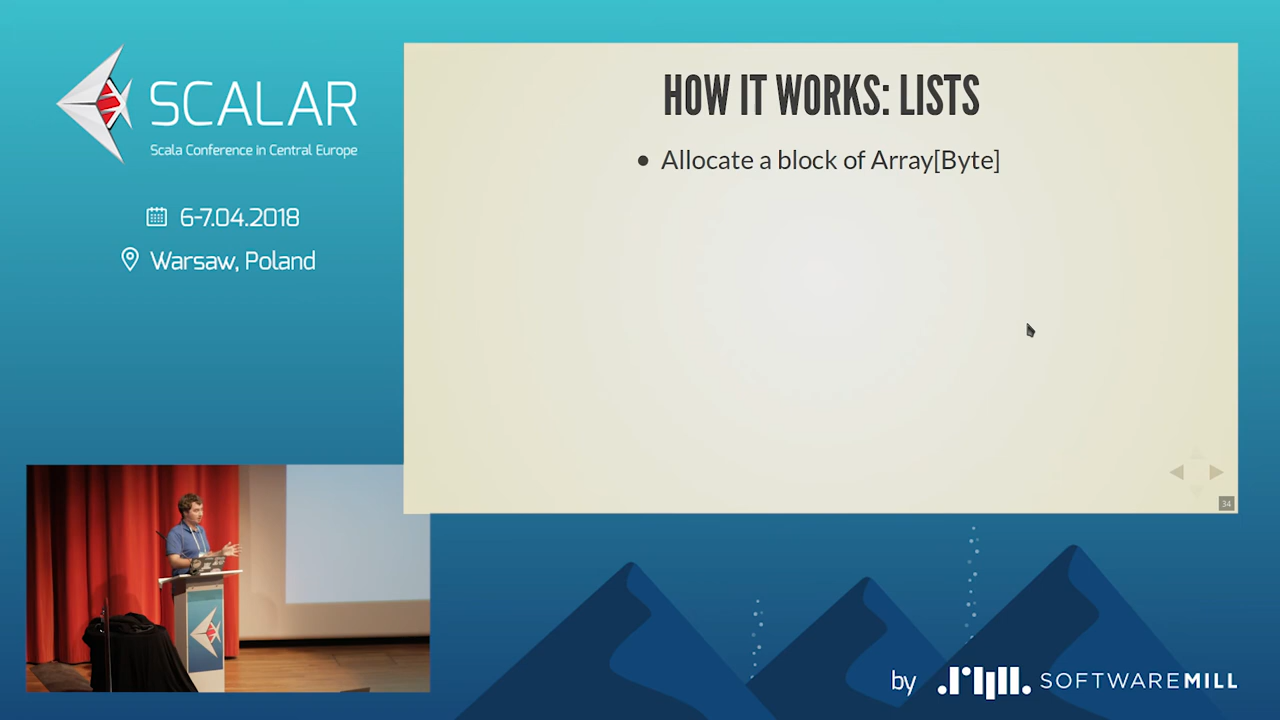 SCALAR
Scala Conference in Central Europe
6-7.04.2018
Warsaw, Poland
HOW IT WORKS: LISTS
• Allocate a block of Array[Byte]
34
by SOFTWAREMILL